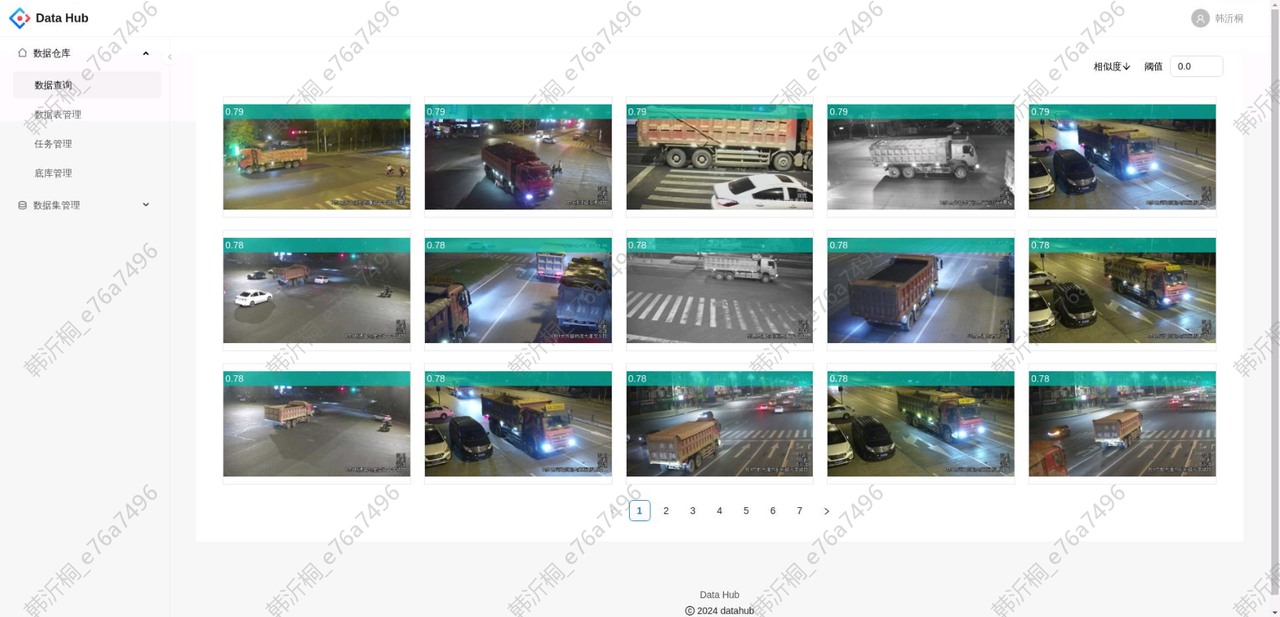 Data Hub
韩沂桐
数据仓库
数据查询
数据表管理
任务管理
底库管理
数据集管理
相似度↓ 阈值 0.0
0.79 0.79 0.79 0.79 0.79
0.78 0.78 0.78 0.78 0.78
0.78 0.78 0.78 0.78 0.78
1 2 3 4 5 6 7 >
Data Hub
© 2024 datahub
韩沂桐_e76a7496